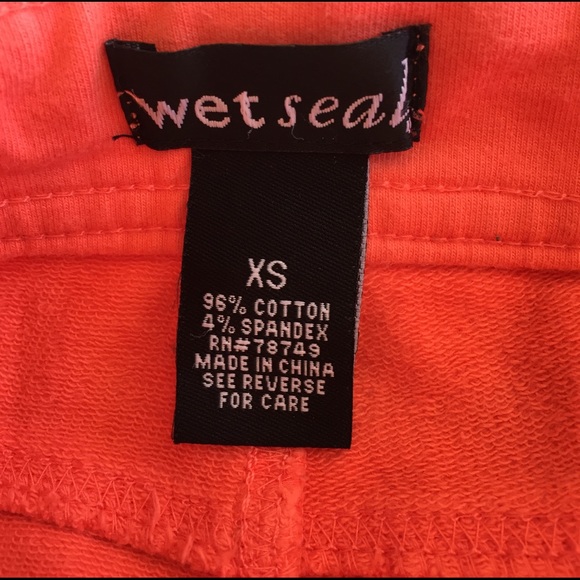 wet seal
XS
96% COTTON
4% SPANDEX
RN#78749
MADE IN CHINA
SEE REVERSE
FOR CARE